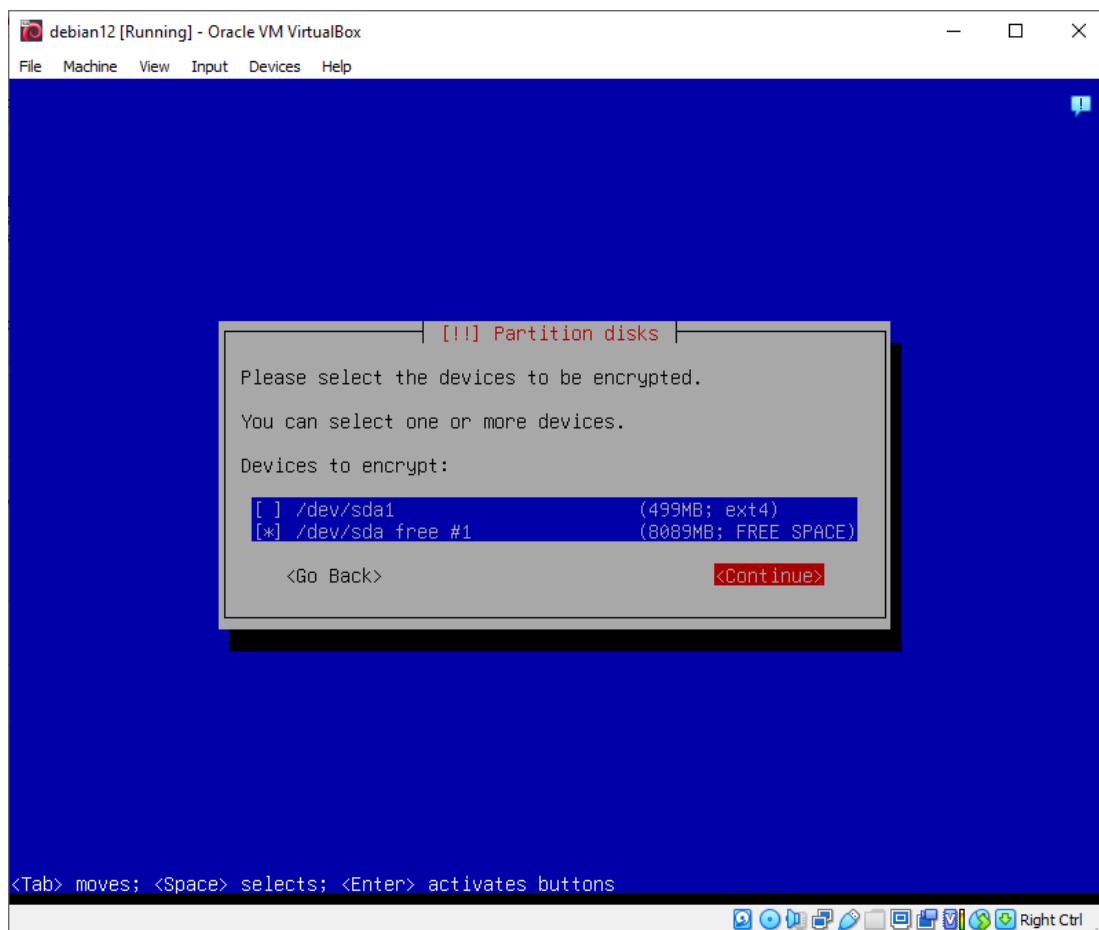 debian12 [Running] - Oracle VM VirtualBox
File Machine View Input Devices Help
[!!] Partition disks
Please select the devices to be encrypted.
You can select one or more devices.
Devices to encrypt:
[ ] /dev/sda1 (499MB; ext4)
[*] /dev/sda free #1 (8089MB; FREE SPACE)
<Go Back> <Continue>
<Tab> moves; <Space> selects; <Enter> activates buttons
Right Ctrl